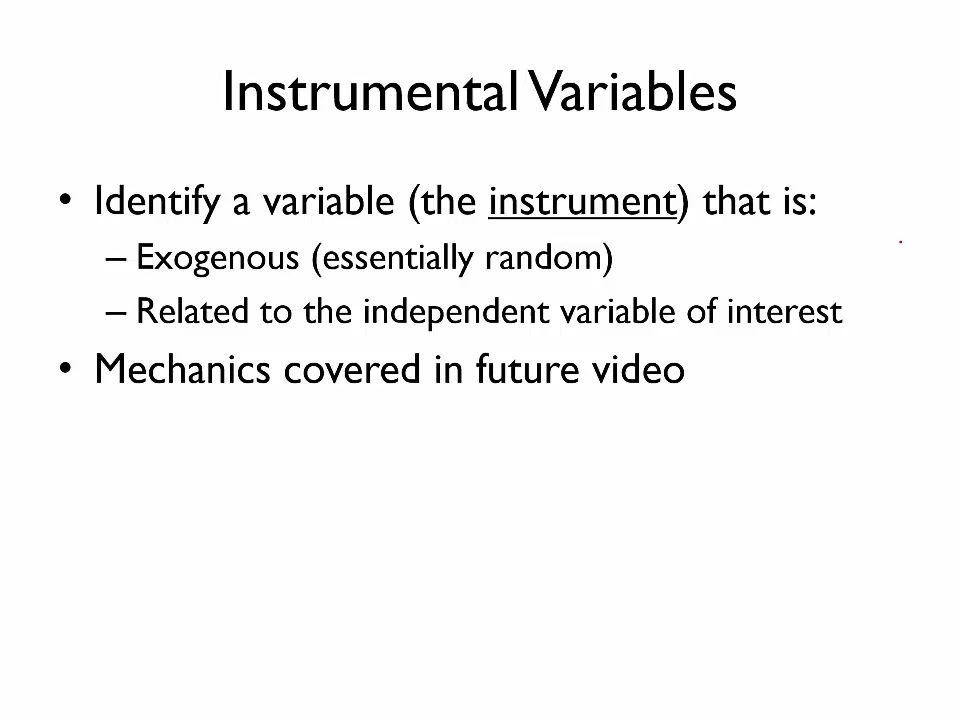 Instrumental Variables
• Identify a variable (the instrument) that is:
– Exogenous (essentially random)
– Related to the independent variable of interest
• Mechanics covered in future video